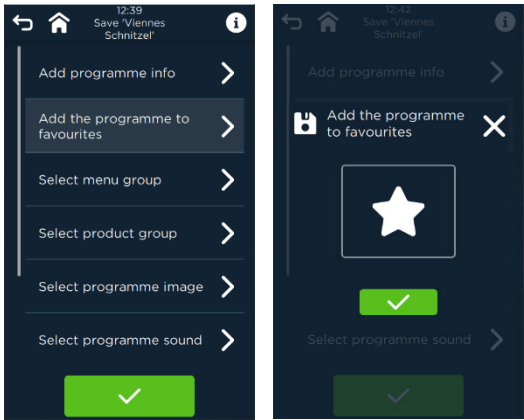 12:39
Save 'Viennes
Schnitzel'
Add programme info
Add the programme to
favourites
Select menu group
Select product group
Select programme image
Select programme sound
12:42
Save 'Viennes
Schnitzel'
Add programme info
Add the programme
to favourites
Select programme sound